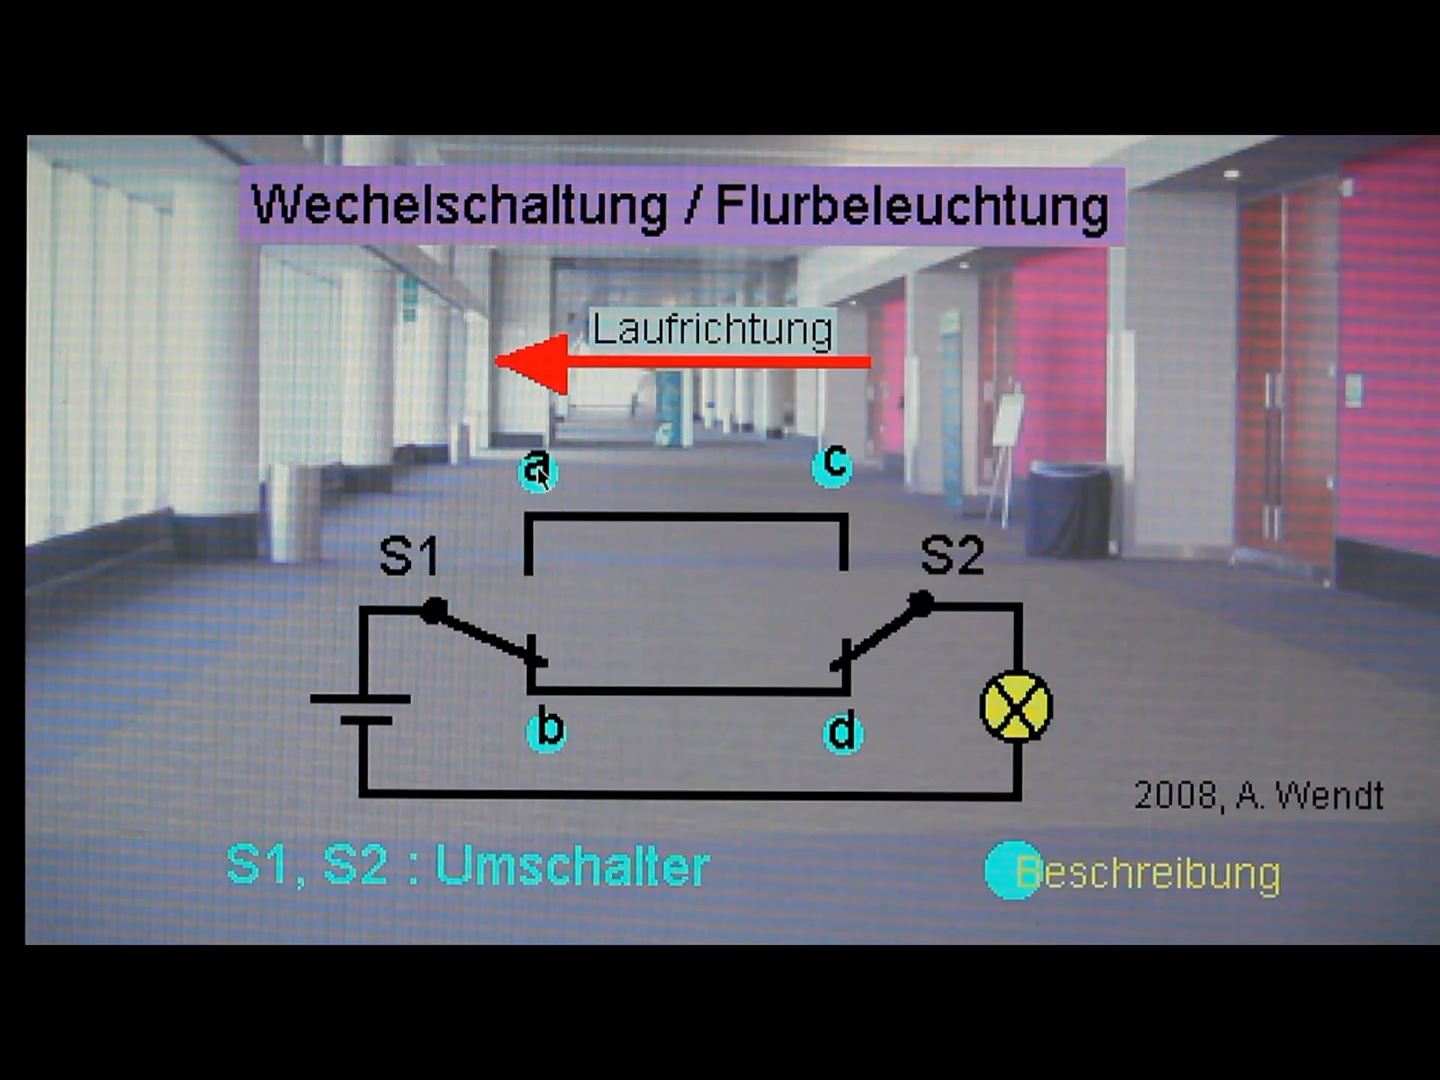 Wechelschaltung / Flurbeleuchtung
Laufrichtung
a
c
S1
S2
b
d
2008, A. Wendt
S1, S2 : Umschalter
Beschreibung